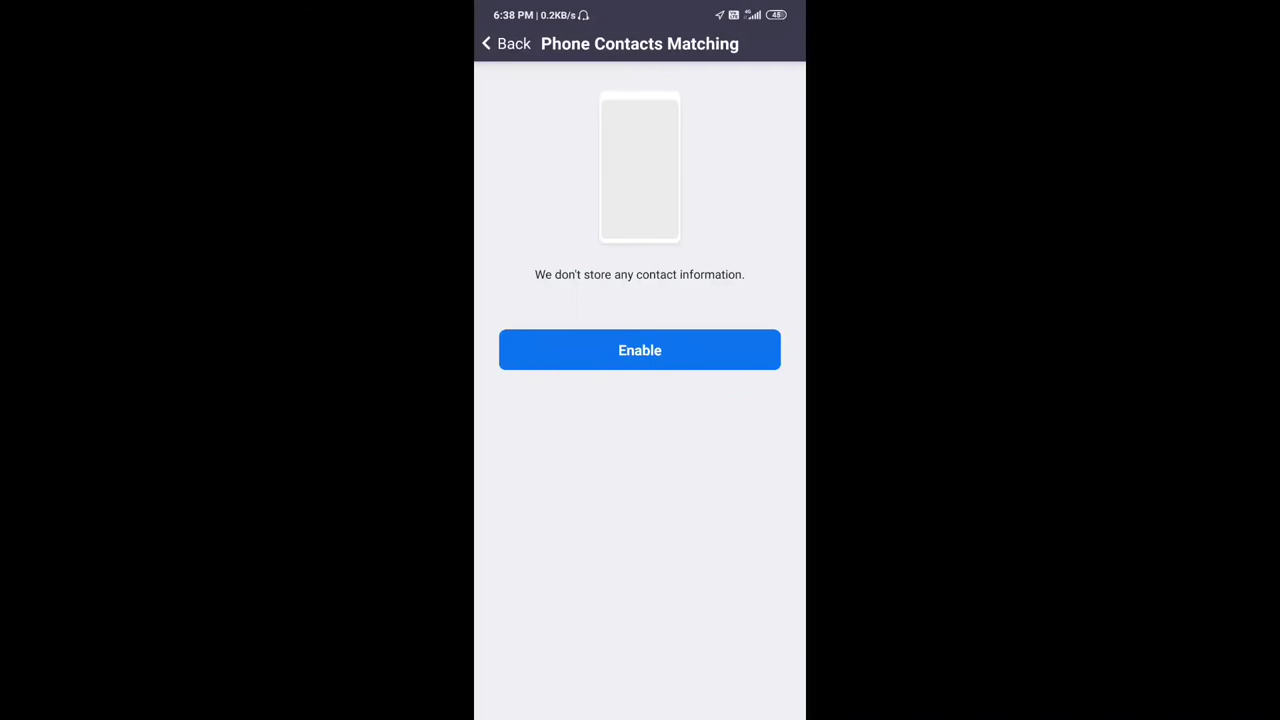 6:38 PM | 0.2KB/s
Back Phone Contacts Matching
We don't store any contact information.
Enable